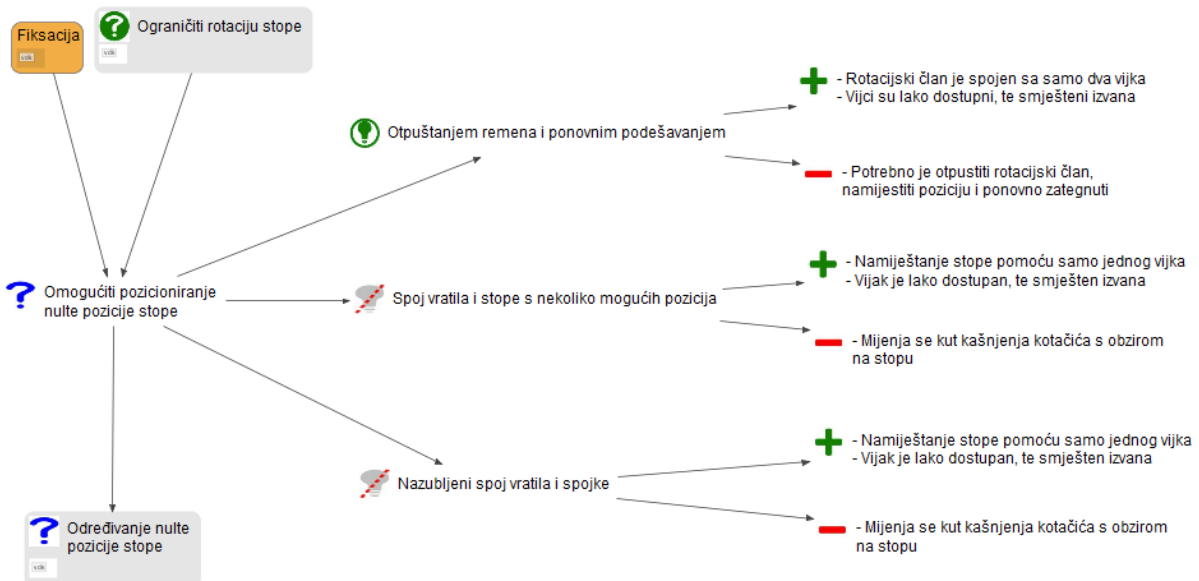 Fiksacija
Ograničiti rotaciju stope
- Rotacijski član je spojen sa samo dva vijka
- Vijci su lako dostupni, te smješteni izvana
Otpuštanjem remena i ponovnim podešavanjem
- Potrebno je otpustiti rotacijski član,
namijestiti poziciju i ponovno zategnuti
Omogućiti pozicioniranje
nulte pozicije stope
- Namiještanje stope pomoću samo jednog vijka
- Vijak je lako dostupan, te smješten izvana
Spoj vratila i stope s nekoliko mogućih pozicija
- Mijenja se kut kašnjenja kotačića s obzirom
na stopu
- Namiještanje stope pomoću samo jednog vijka
- Vijak je lako dostupan, te smješten izvana
Nazubljeni spoj vratila i spojke
- Mijenja se kut kašnjenja kotačića s obzirom
na stopu
Određivanje nulte
pozicije stope